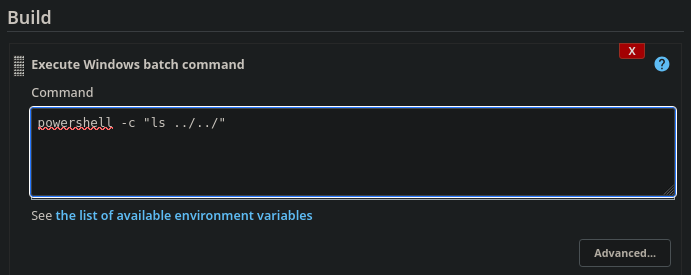 Build
X
Execute Windows batch command
?
Command
powershell -c "ls ../../"
See the list of available environment variables
Advanced...